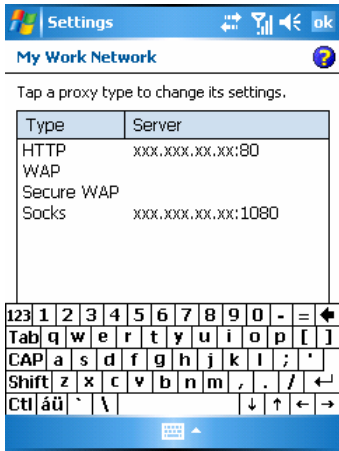 Settings ok
My Work Network ?
Tap a proxy type to change its settings.
Type Server
HTTP xxx.xxx.xx.xx:80
WAP
Secure WAP
Socks xxx.xxx.xx.xx:1080
123 1 2 3 4 5 6 7 8 9 0 - =
Tab q w e r t y u i o p [ ]
CAP a s d f g h j k l ; '
Shift z x c v b n m , . /
Ctl áü ` \